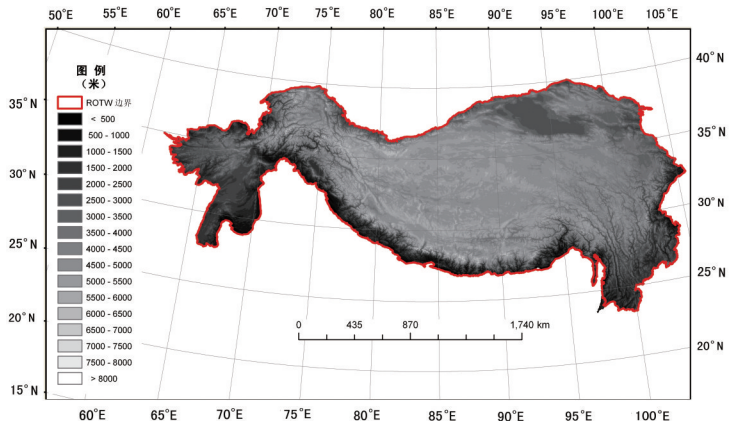 50°E 60°E 65°E 70°E 75°E 80°E 85°E 90°E 95°E 100°E 105°E
图 例
(米)
ROTW 边界
< 500
500 - 1000
1000 - 1500
1500 - 2000
2000 - 2500
2500 - 3000
3000 - 3500
3500 - 4000
4000 - 4500
4500 - 5000
5000 - 5500
5500 - 6000
6000 - 6500
6500 - 7000
7000 - 7500
7500 - 8000
> 8000
35°N
30°N
25°N
20°N
15°N
40°N
35°N
30°N
25°N
20°N
0 435 870 1,740 km
60°E 65°E 70°E 75°E 80°E 85°E 90°E 95°E 100°E